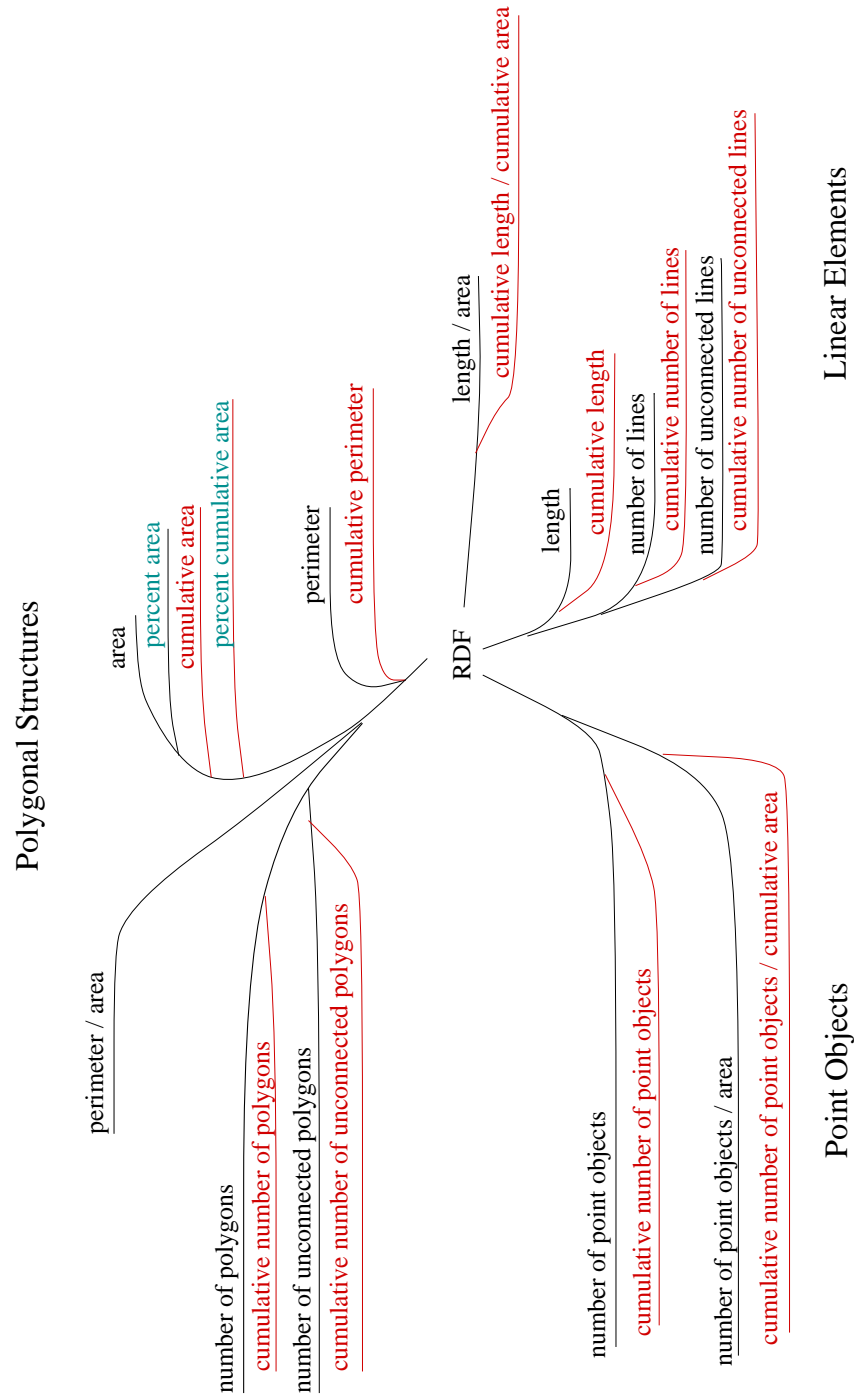 Polygonal Structures
area
percent area
cumulative area
percent cumulative area
perimeter
cumulative perimeter
perimeter / area
number of polygons
cumulative number of polygons
number of unconnected polygons
cumulative number of unconnected polygons
RDF
length / area
cumulative length / cumulative area
length
cumulative length
number of lines
cumulative number of lines
number of unconnected lines
cumulative number of unconnected lines
Linear Elements
number of point objects
cumulative number of point objects
number of point objects / area
cumulative number of point objects / cumulative area
Point Objects